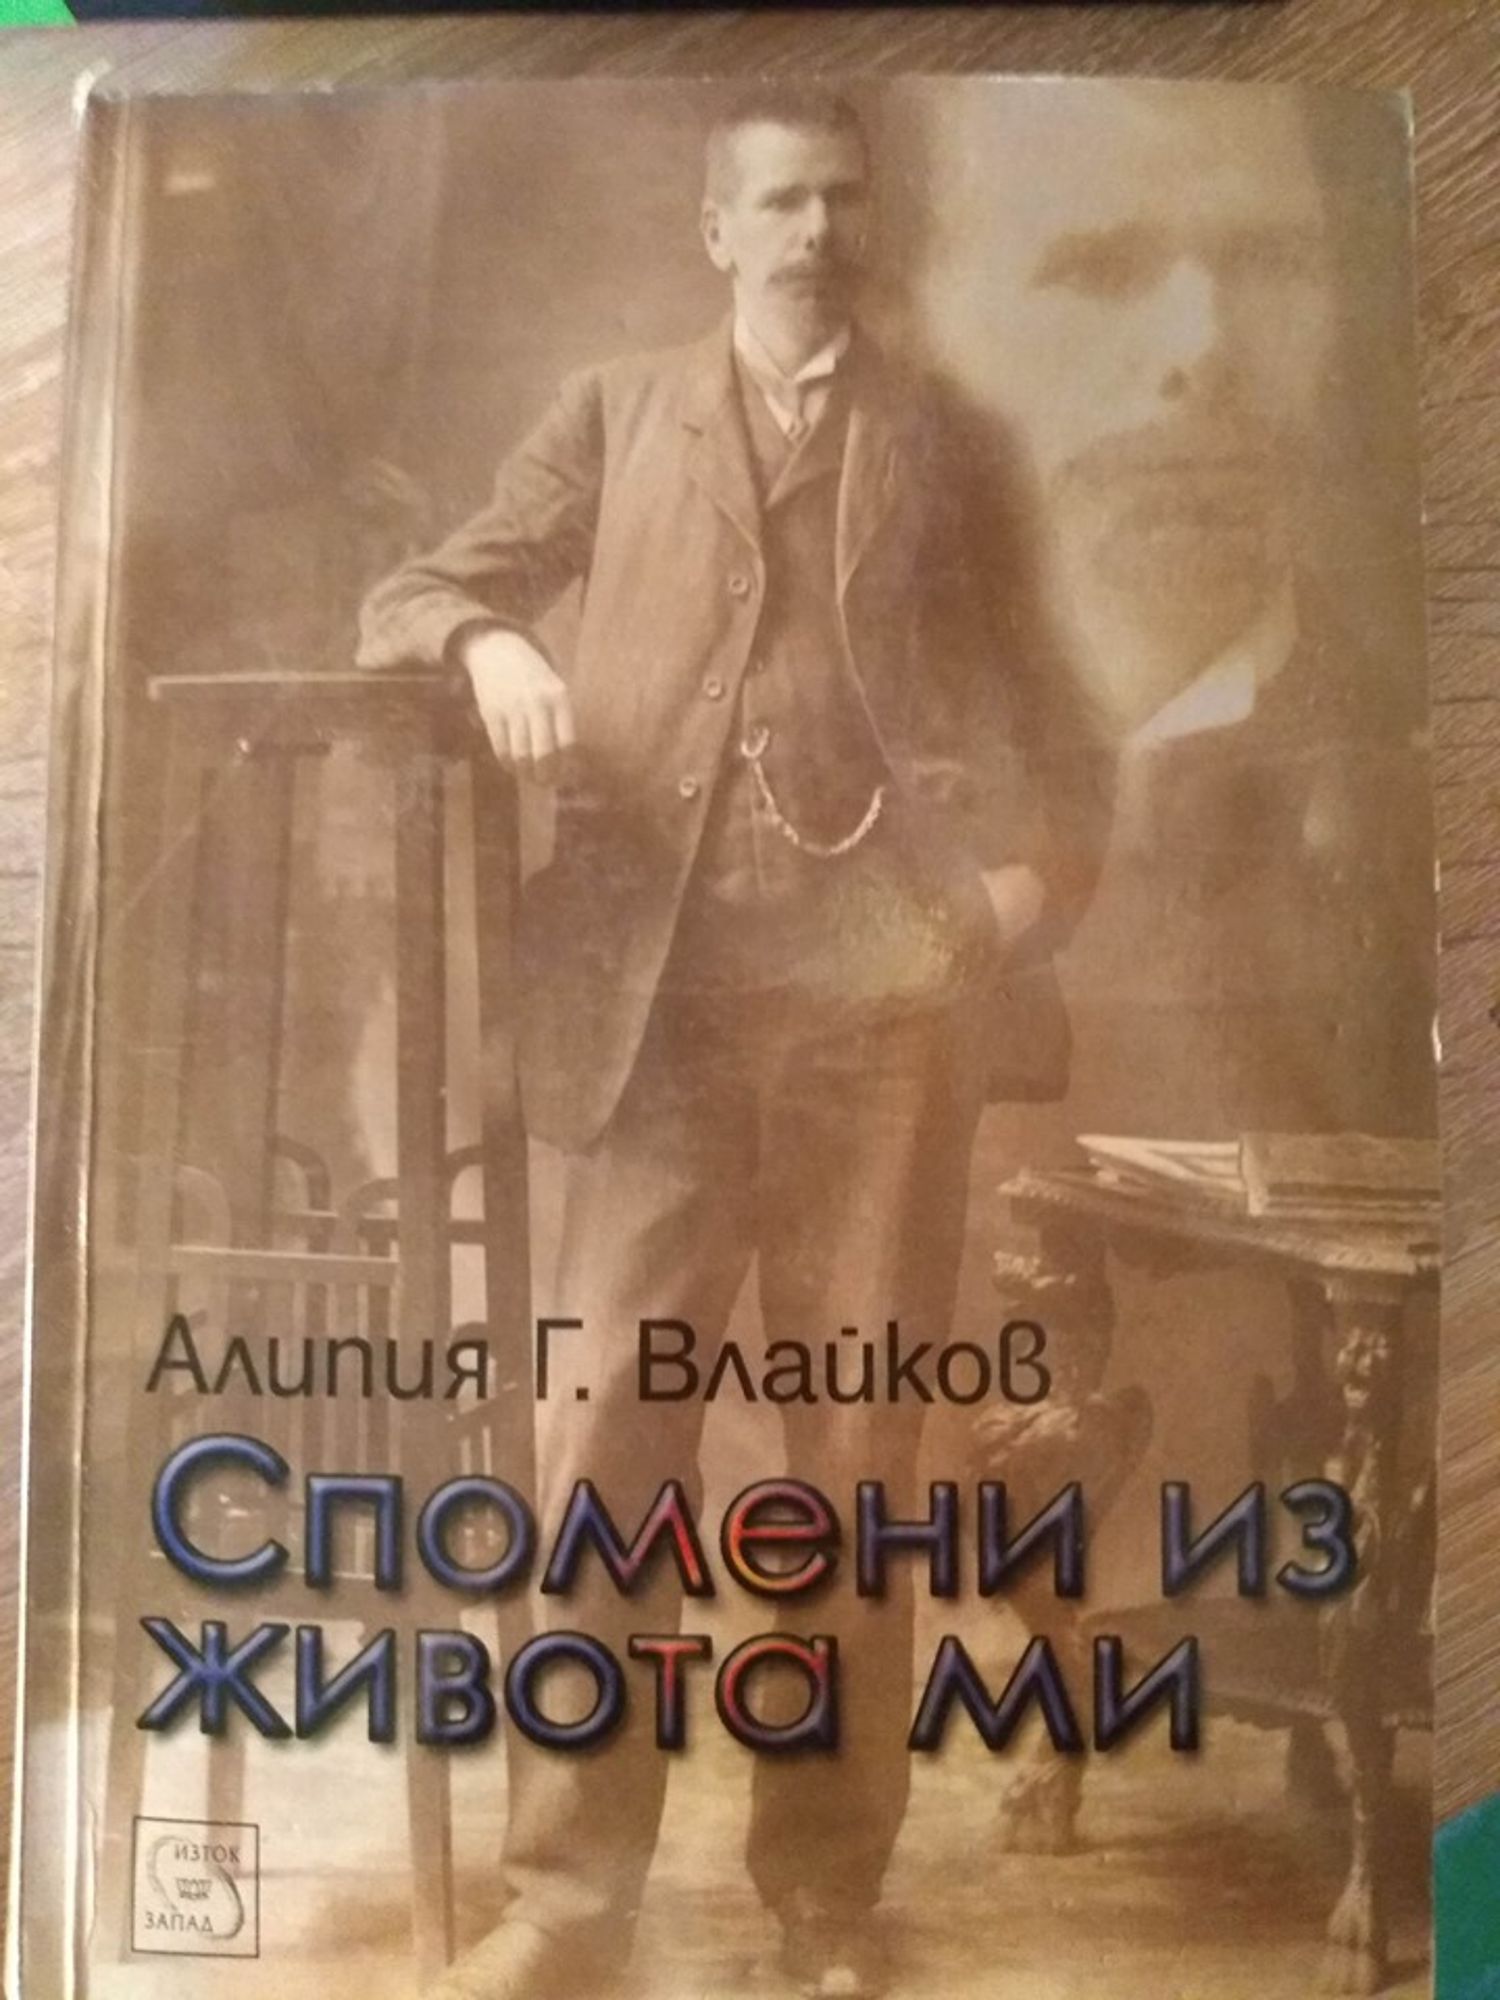 Алипия Г. Влайков
Спомени из
живота ми
ИЗТОК
ЗАПАД